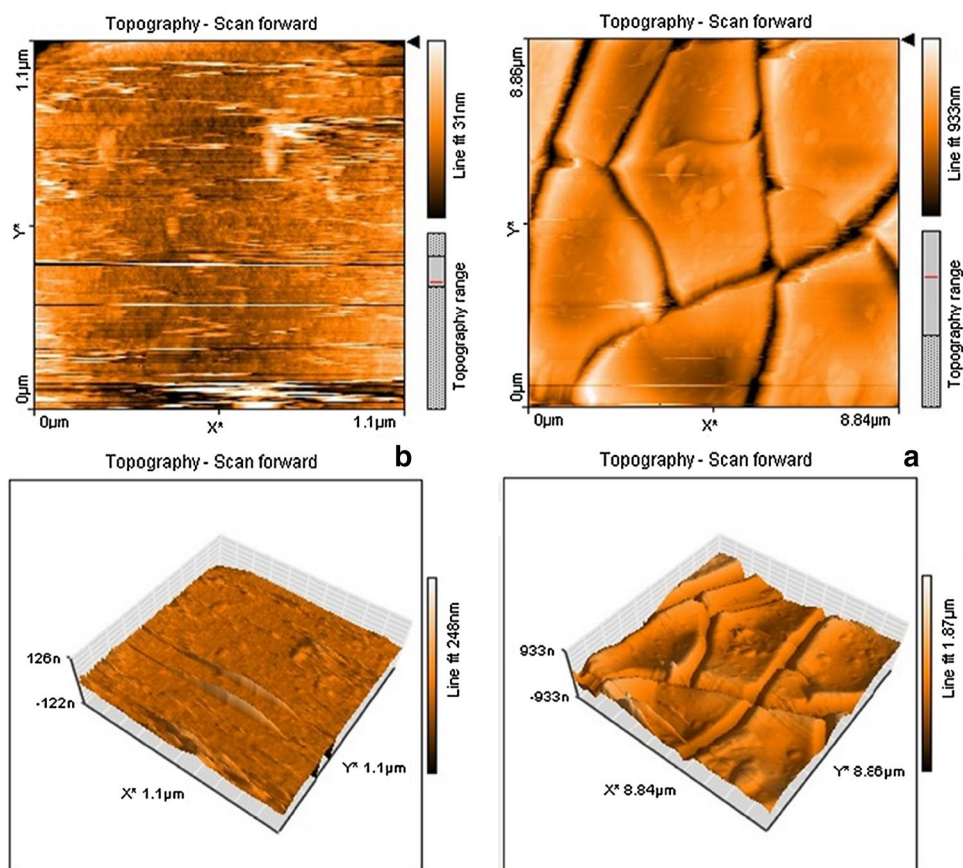 Topography - Scan forward
1.1µm
Y*
0µm
0µm
X*
1.1µm
Line fit 31nm
Topography range
Topography - Scan forward
8.86µm
Y*
0µm
0µm
X*
8.84µm
Line fit 933nm
Topography range
b
Topography - Scan forward
126n
-122n
X* 1.1µm
Y* 1.1µm
Line fit 248nm
a
Topography - Scan forward
933n
-933n
X* 8.84µm
Y* 8.86µm
Line fit 1.87µm